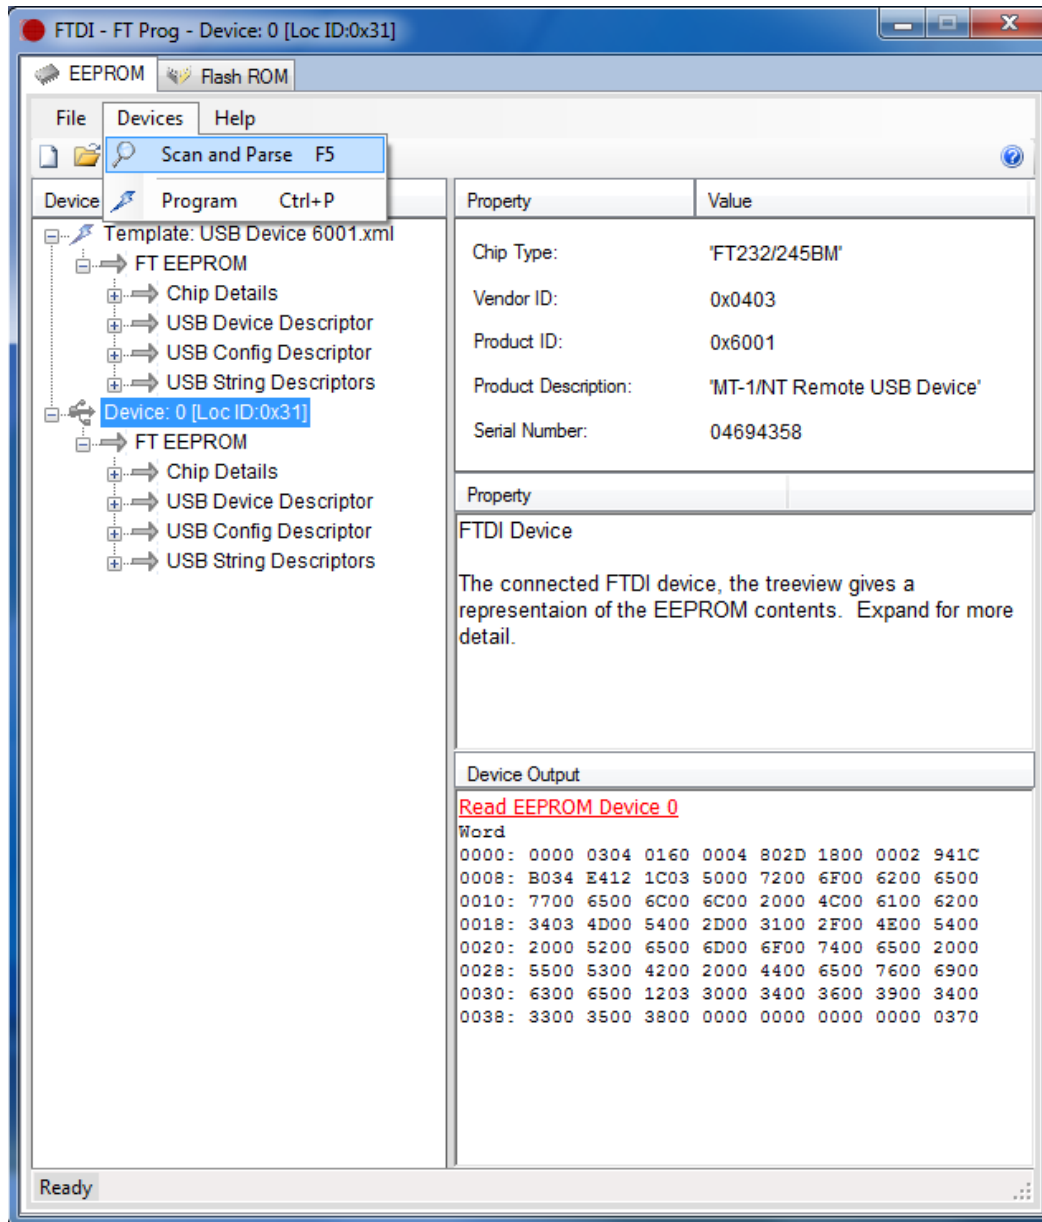 FTDI - FT Prog - Device: 0 [Loc ID:0x31]
EEPROM Flash ROM
File Devices Help
Scan and Parse F5
Program Ctrl+P
Device
Template: USB Device 6001.xml
FT EEPROM
Chip Details
USB Device Descriptor
USB Config Descriptor
USB String Descriptors
Device: 0 [Loc ID:0x31]
FT EEPROM
Chip Details
USB Device Descriptor
USB Config Descriptor
USB String Descriptors
Property Value
Chip Type: 'FT232/245BM'
Vendor ID: 0x0403
Product ID: 0x6001
Product Description: 'MT-1/NT Remote USB Device'
Serial Number: 04694358
Property
FTDI Device
The connected FTDI device, the treeview gives a
representaion of the EEPROM contents. Expand for more
detail.
Device Output
Read EEPROM Device 0
Word
0000: 0000 0304 0160 0004 802D 1800 0002 941C
0008: B034 E412 1C03 5000 7200 6F00 6200 6500
0010: 7700 6500 6C00 6C00 2000 4C00 6100 6200
0018: 3403 4D00 5400 2D00 3100 2F00 4E00 5400
0020: 2000 5200 6500 6D00 6F00 7400 6500 2000
0028: 5500 5300 4200 2000 4400 6500 7600 6900
0030: 6300 6500 1203 3000 3400 3600 3900 3400
0038: 3300 3500 3800 0000 0000 0000 0000 0370
Ready